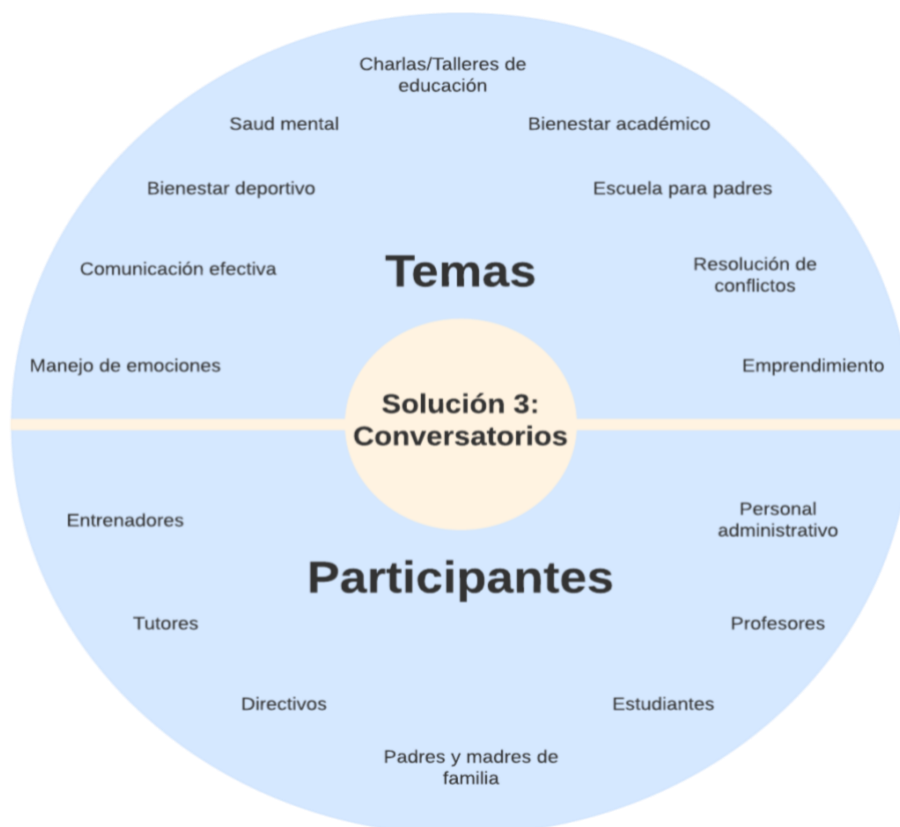 Charlas/Talleres de
educación
Saud mental
Bienestar académico
Bienestar deportivo
Escuela para padres
Comunicación efectiva
Temas
Resolución de
conflictos
Manejo de emociones
Emprendimiento
Solución 3:
Conversatorios
Entrenadores
Personal
administrativo
Participantes
Tutores
Profesores
Directivos
Estudiantes
Padres y madres de
familia